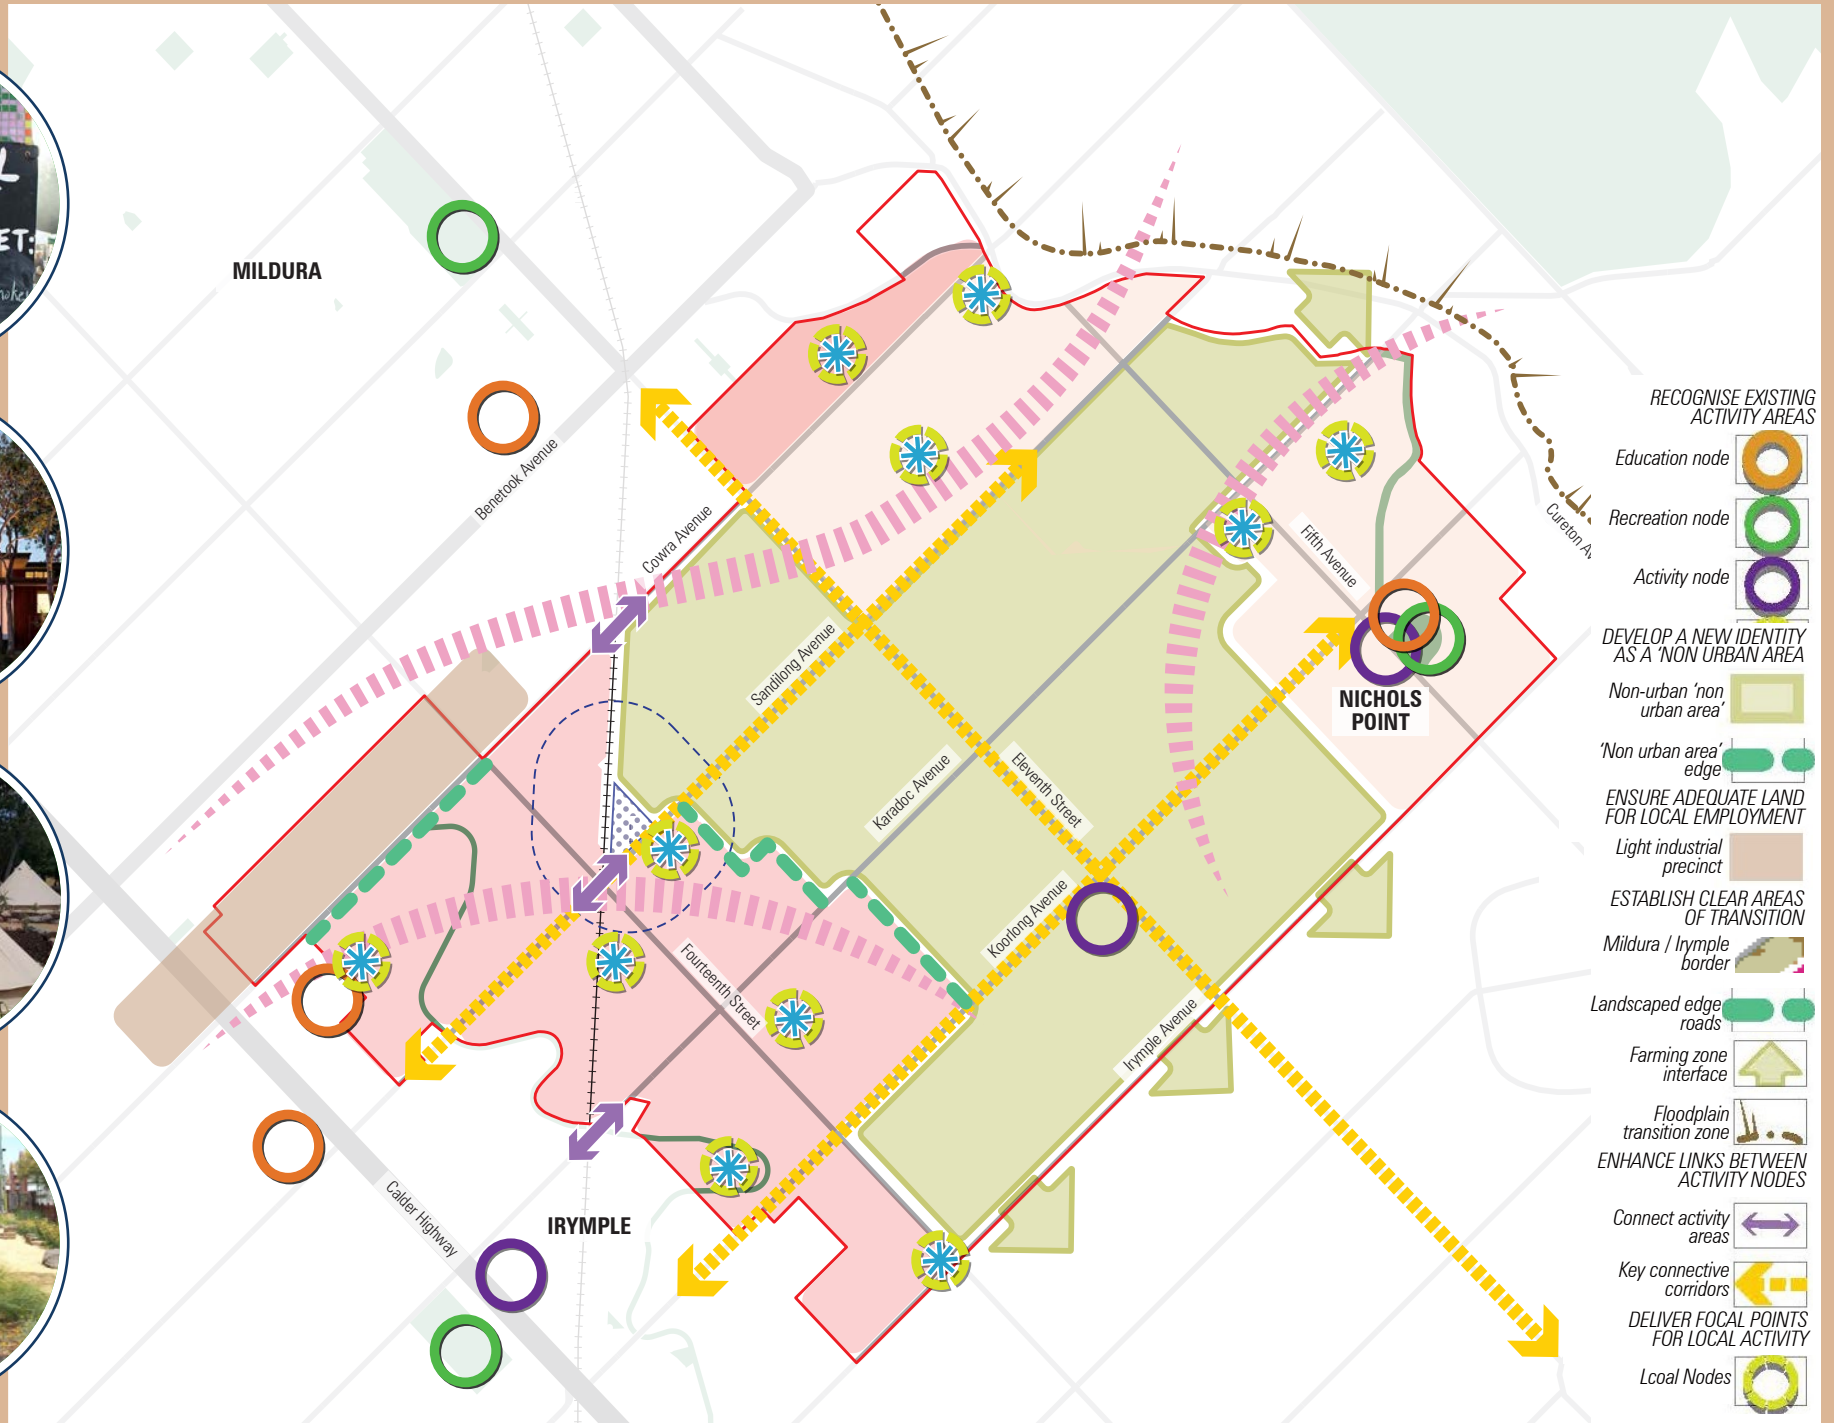 L
ET:
MILDURA
Benetook Avenue
Cowra Avenue
Sandilong Avenue
Karadoc Avenue
Eleventh Street
Fifth Avenue
Cureton Av
NICHOLS
POINT
Koorlong Avenue
Fourteenth Street
Irymple Avenue
Calder Highway
IRYMPLE
RECOGNISE EXISTING
ACTIVITY AREAS
Education node
Recreation node
Activity node
DEVELOP A NEW IDENTITY
AS A 'NON URBAN AREA
Non-urban 'non
urban area'
'Non urban area'
edge
ENSURE ADEQUATE LAND
FOR LOCAL EMPLOYMENT
Light industrial
precinct
ESTABLISH CLEAR AREAS
OF TRANSITION
Mildura / Irymple
border
Landscaped edge
roads
Farming zone
interface
Floodplain
transition zone
ENHANCE LINKS BETWEEN
ACTIVITY NODES
Connect activity
areas
Key connective
corridors
DELIVER FOCAL POINTS
FOR LOCAL ACTIVITY
Lcoal Nodes